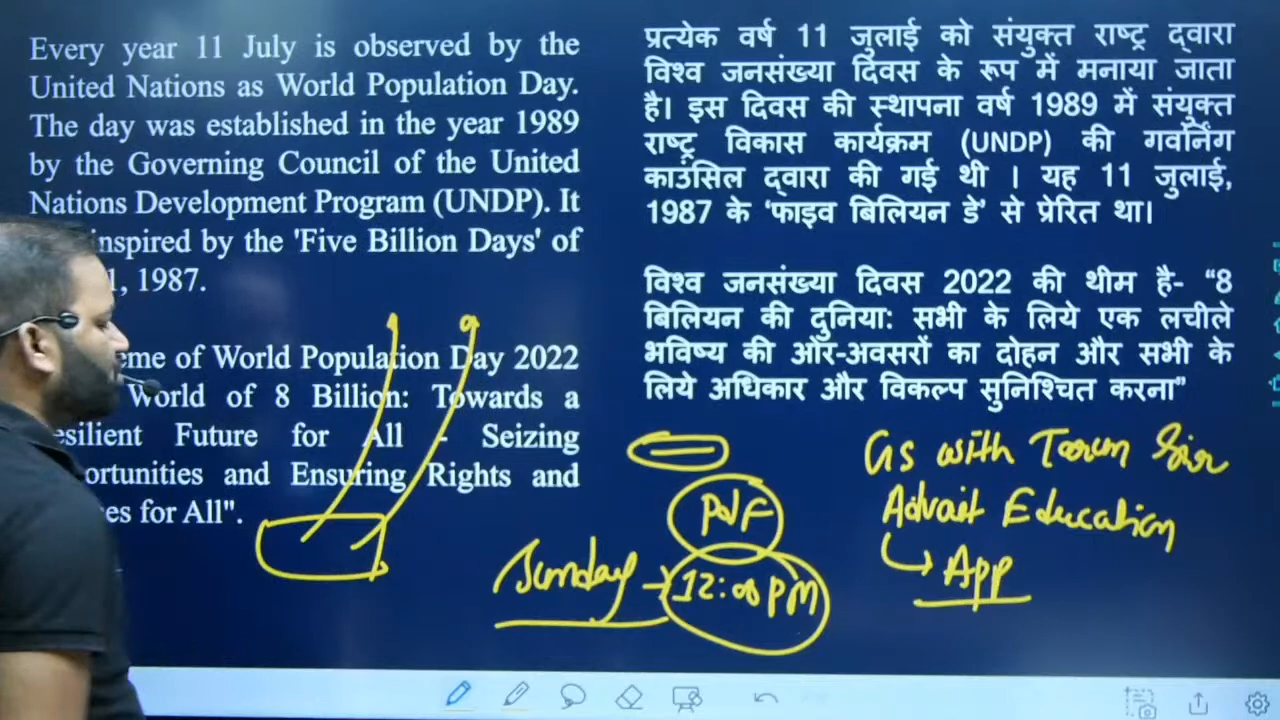 Every year 11 July is observed by the
United Nations as World Population Day.
The day was established in the year 1989
by the Governing Council of the United
Nations Development Program (UNDP). It
inspired by the 'Five Billion Days' of
1, 1987.
eme of World Population Day 2022
World of 8 Billion: Towards a
esilient Future for All - Seizing
ortunities and Ensuring Rights and
es for All".
प्रत्येक वर्ष 11 जुलाई को संयुक्त राष्ट्र द्वारा
विश्व जनसंख्या दिवस के रूप में मनाया जाता
है। इस दिवस की स्थापना वर्ष 1989 में संयुक्त
राष्ट्र विकास कार्यक्रम (UNDP) की गवर्निंग
काउंसिल द्वारा की गई थी । यह 11 जुलाई,
1987 के ‘फाइव बिलियन डे’ से प्रेरित था।
विश्व जनसंख्या दिवस 2022 की थीम है- “8
बिलियन की दुनिया: सभी के लिये एक लचीले
भविष्य की ओर-अवसरों का दोहन और सभी के
लिये अधिकार और विकल्प सुनिश्चित करना"
Gs with Tarun Sir
Advait Education
App
Pdf
Sunday → 12:00 PM